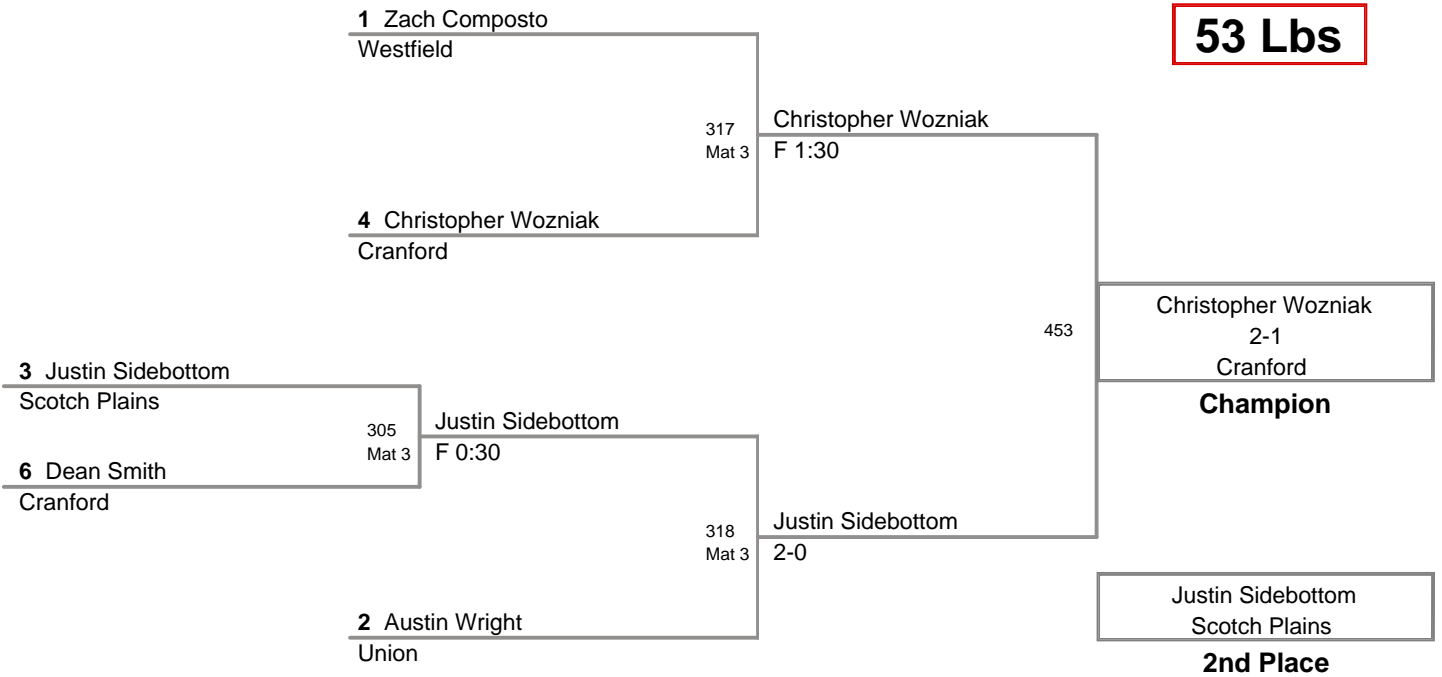 1 Zach Composto
Westfield
53 Lbs
317
Mat 3
Christopher Wozniak
F 1:30
4 Christopher Wozniak
Cranford
453
Christopher Wozniak
2-1
Cranford
Champion
3 Justin Sidebottom
Scotch Plains
305
Mat 3
Justin Sidebottom
F 0:30
6 Dean Smith
Cranford
318
Mat 3
Justin Sidebottom
2-0
2 Austin Wright
Union
Justin Sidebottom
Scotch Plains
2nd Place